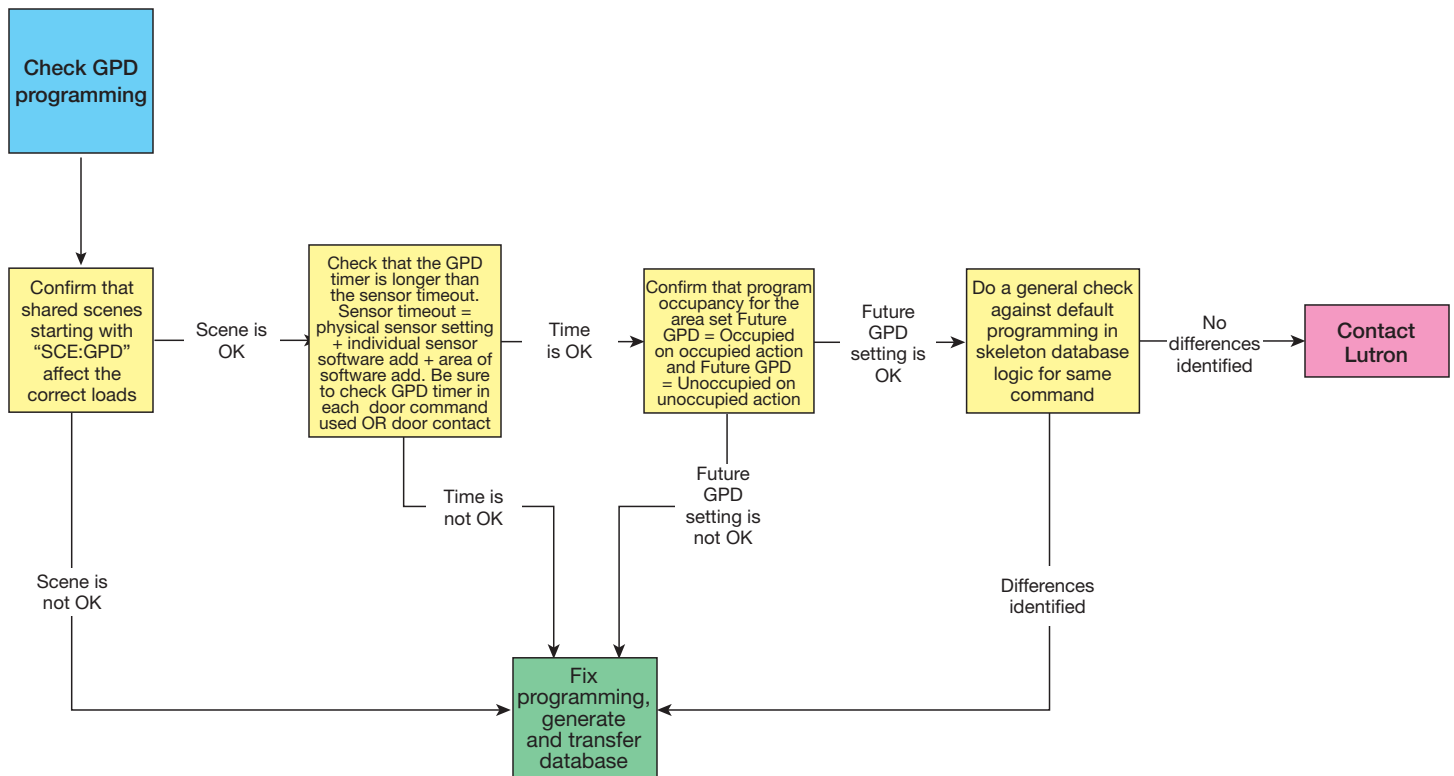 Check GPD
programming
Confirm that
shared scenes
starting with
“SCE:GPD”
affect the
correct loads
Scene is
OK
Check that the GPD
timer is longer than
the sensor timeout.
Sensor timeout =
physical sensor setting
+ individual sensor
software add + area of
software add. Be sure
to check GPD timer in
each door command
used OR door contact
Time
is OK
Confirm that program
occupancy for the
area set Future
GPD = Occupied
on occupied action
and Future GPD
= Unoccupied on
unoccupied action
Future
GPD
setting is
OK
Do a general check
against default
programming in
skeleton database
logic for same
command
No
differences
identified
Contact
Lutron
Scene is
not OK
Time is
not OK
Future
GPD
setting is
not OK
Differences
identified
Fix
programming,
generate
and transfer
database